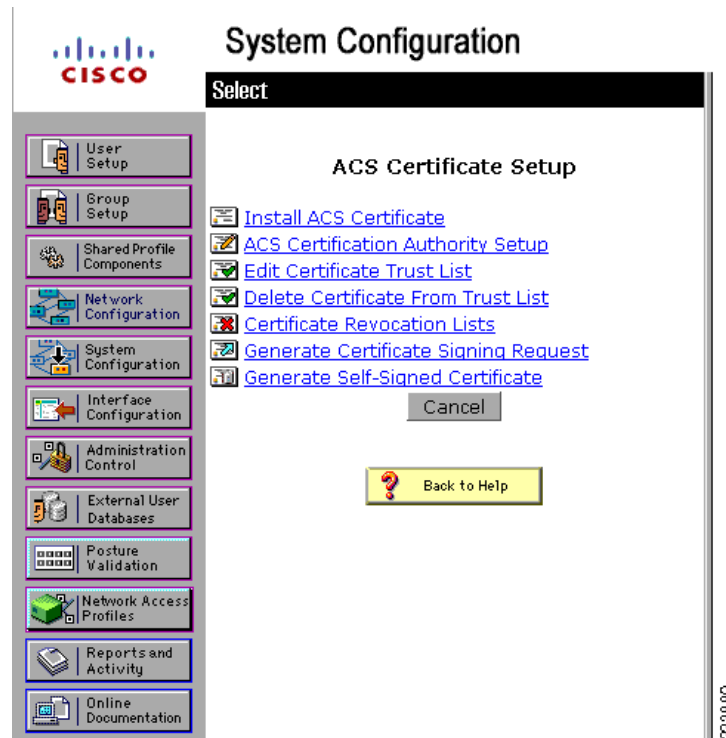 CISCO
System Configuration
Select
User
Setup
Group
Setup
Shared Profile
Components
Network
Configuration
System
Configuration
Interface
Configuration
Administration
Control
External User
Databases
Posture
Validation
Network Access
Profiles
Reports and
Activity
Online
Documentation
ACS Certificate Setup
Install ACS Certificate
ACS Certification Authority Setup
Edit Certificate Trust List
Delete Certificate From Trust List
Certificate Revocation Lists
Generate Certificate Signing Request
Generate Self-Signed Certificate
Cancel
? Back to Help